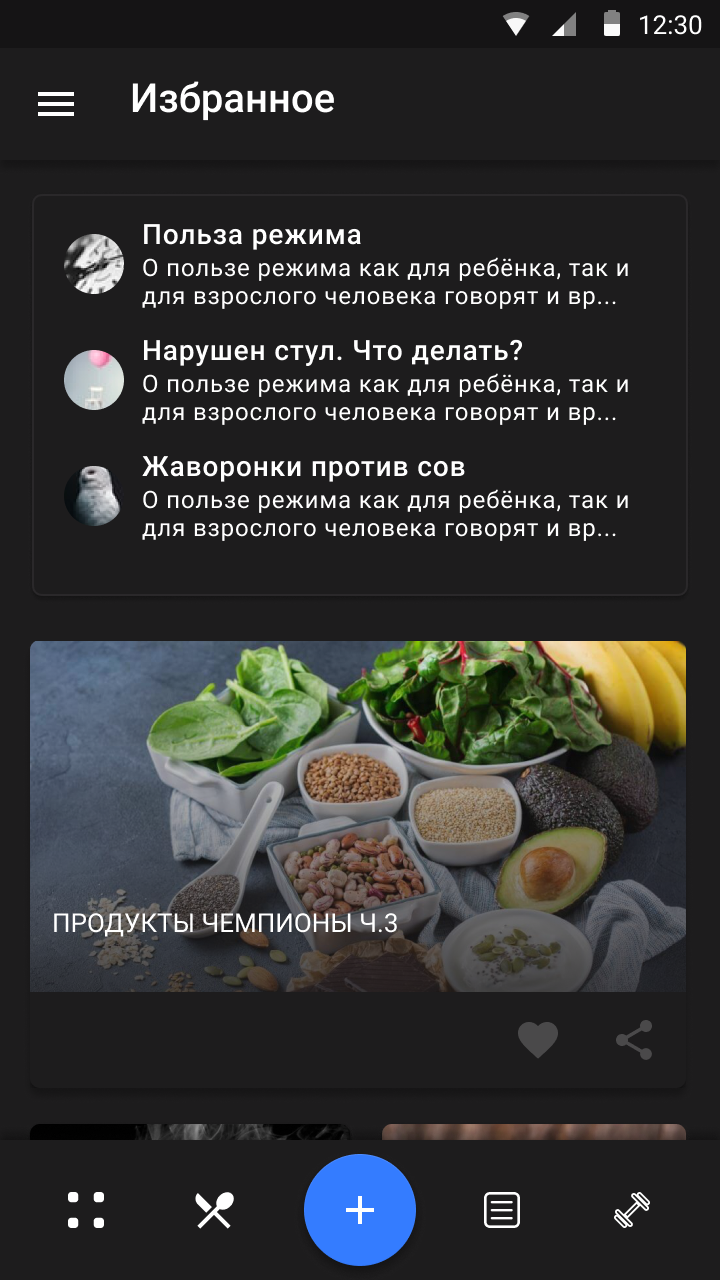 12:30
Избранное
Польза режима
О пользе режима как для ребёнка, так и
для взрослого человека говорят и вр...
Нарушен стул. Что делать?
О пользе режима как для ребёнка, так и
для взрослого человека говорят и вр...
Жаворонки против сов
О пользе режима как для ребёнка, так и
для взрослого человека говорят и вр...
ПРОДУКТЫ ЧЕМПИОНЫ Ч.3